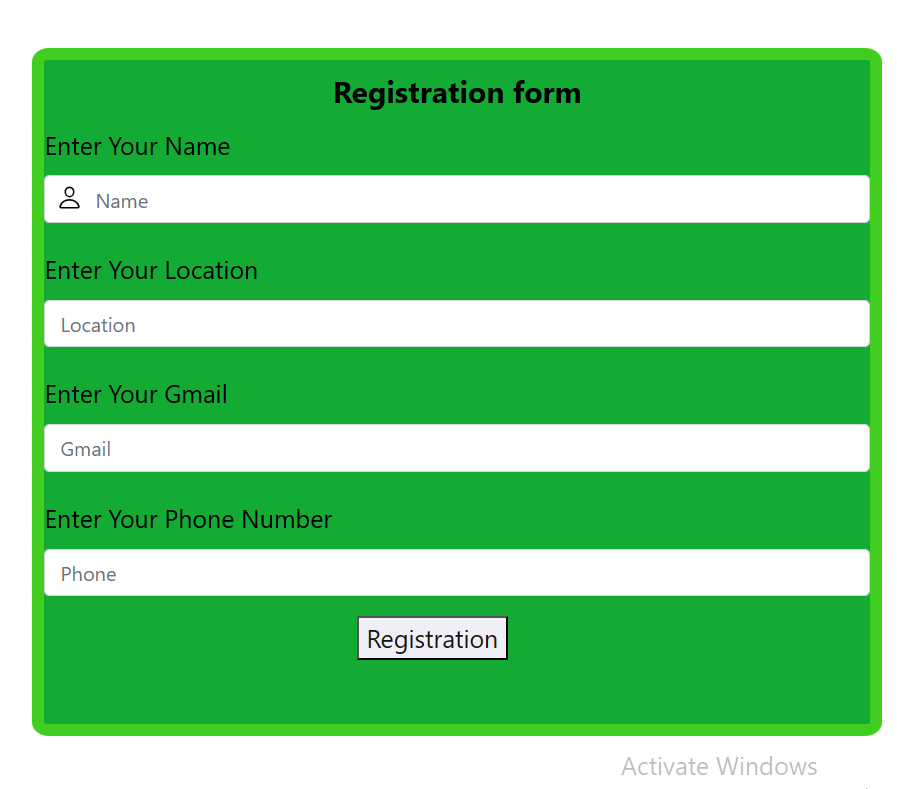 Registration form
Enter Your Name
Name
Enter Your Location
Location
Enter Your Gmail
Gmail
Enter Your Phone Number
Phone
Registration
Activate Windows